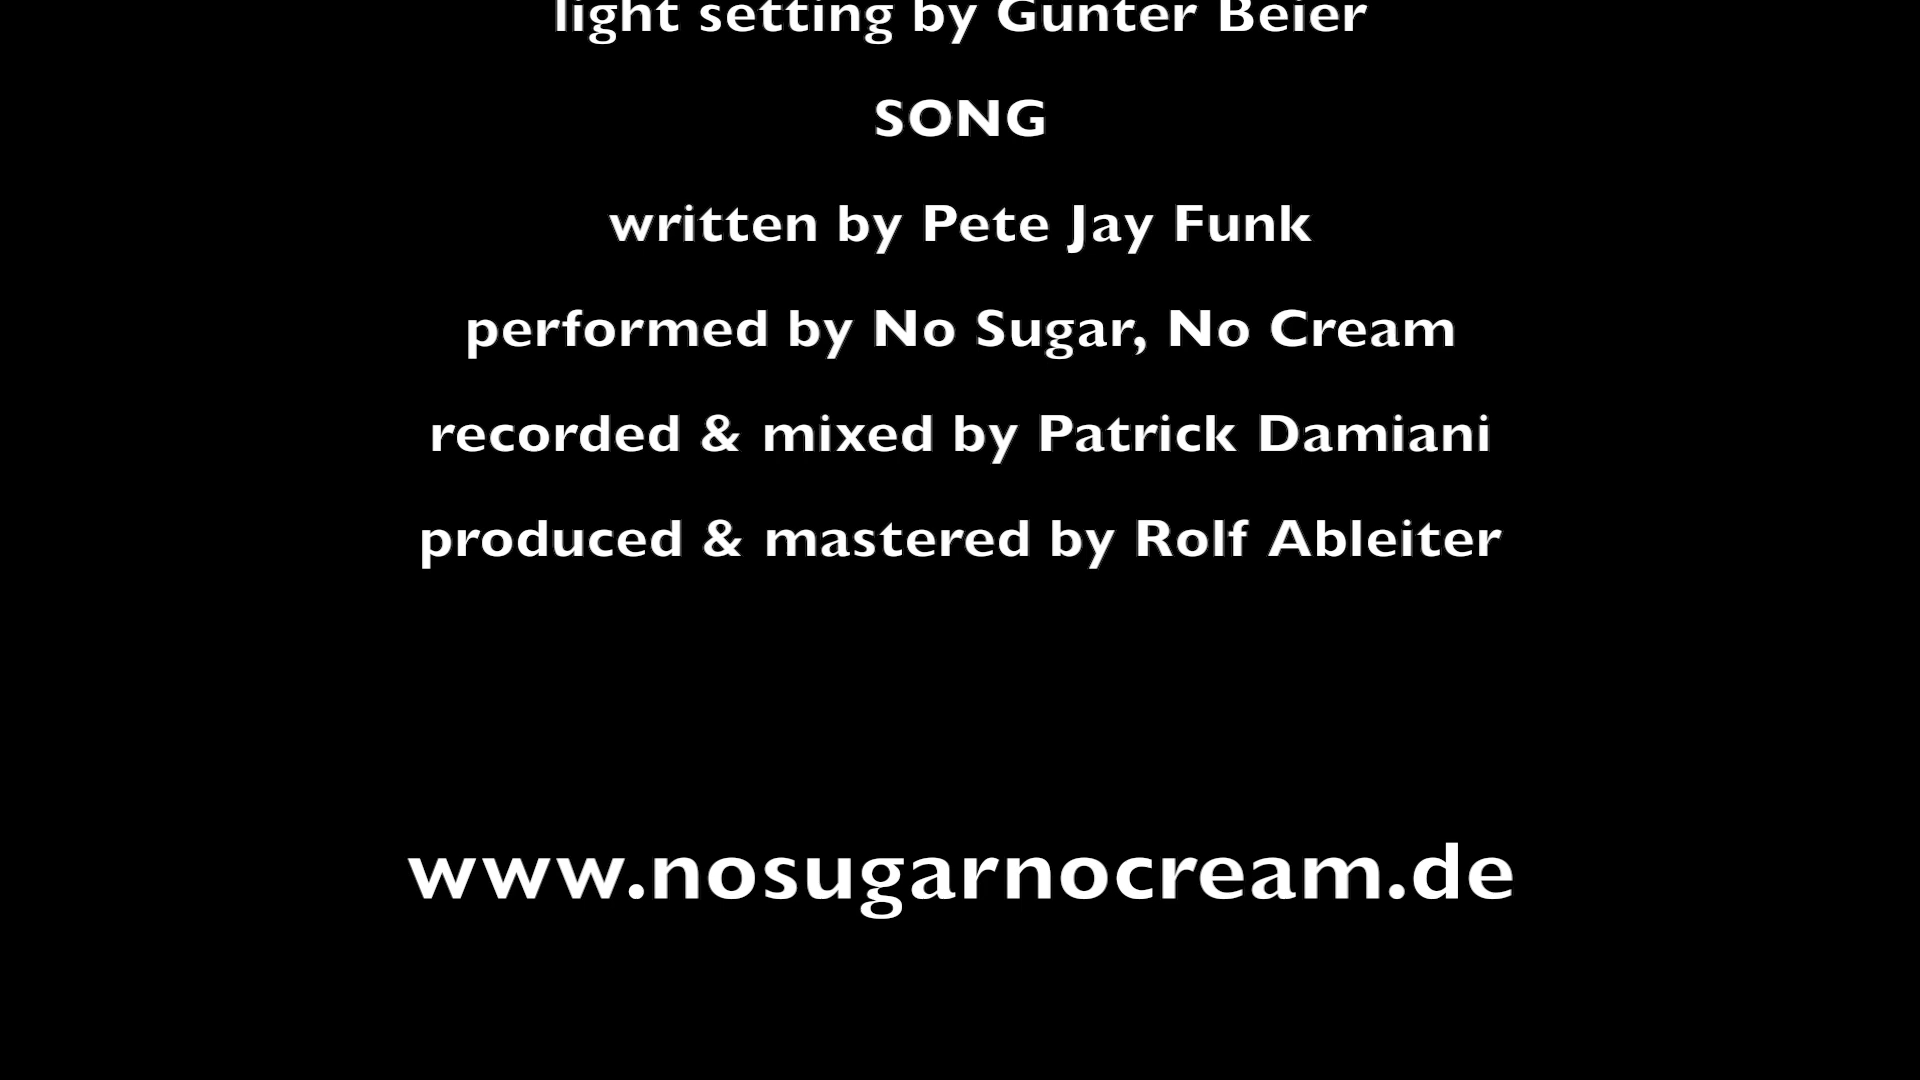 light setting by Gunter Beier
SONG
written by Pete Jay Funk
performed by No Sugar, No Cream
recorded & mixed by Patrick Damiani
produced & mastered by Rolf Ableiter
www.nosugarnocream.de